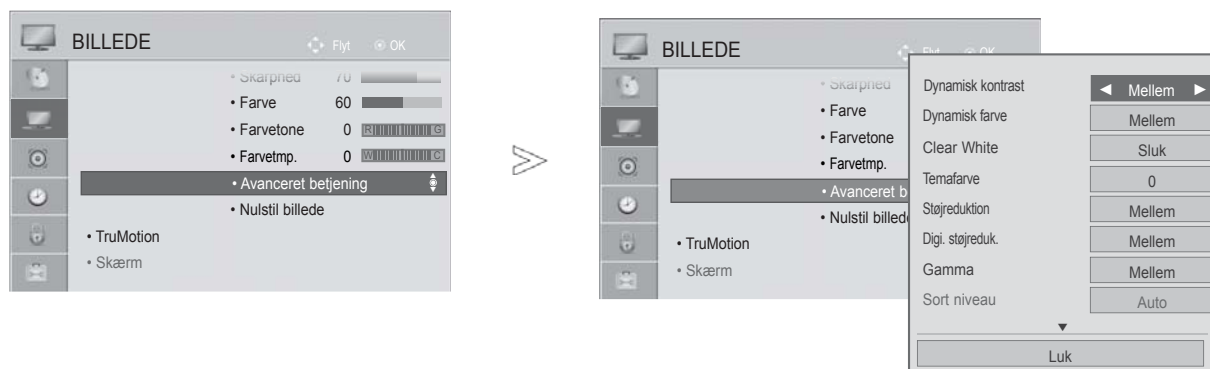 BILLEDE Flyt OK
• Skarphed 70
• Farve 60
• Farvetone 0 R G
• Farvetmp. 0 W C
• Avanceret betjening
• Nulstil billede
• TruMotion
• Skærm
BILLEDE Flyt OK
• Skarphed
• Farve
• Farvetone
• Farvetmp.
• Avanceret b
• Nulstil billede
• TruMotion
• Skærm
Dynamisk kontrast ◀ Mellem ▶
Dynamisk farve Mellem
Clear White Sluk
Temafarve 0
Støjreduktion Mellem
Digi. støjreduk. Mellem
Gamma Mellem
Sort niveau Auto
▼
Luk